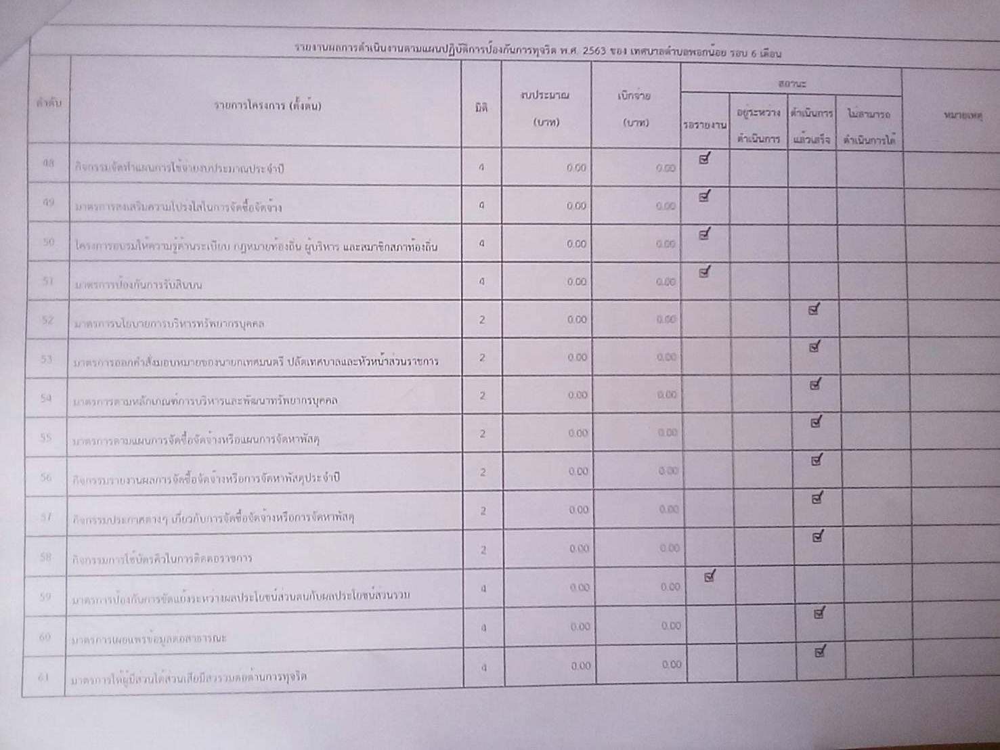 รายงานผลการดำเนินงานตามแผนปฏิบัติการป้องกันการทุจริต พ.ศ. 2563 ของ เทศบาลตำบลพอกน้อย รอบ 6 เดือน
ลำดับ รายการโครงการ (ตั้งต้น) มิติ งบประมาณ (บาท) เบิกจ่าย (บาท) สถานะ หมายเหตุ
รอรายงาน อยู่ระหว่างดำเนินการ ดำเนินการแล้วเสร็จ ไม่สามารถดำเนินการได้
48 กิจกรรมจัดทำแผนการใช้จ่ายงบประมาณประจำปี 4 0.00 0.00 ☑
49 มาตรการส่งเสริมความโปร่งใสในการจัดซื้อจัดจ้าง 4 0.00 0.00 ☑
50 โครงการอบรมให้ความรู้ด้านระเบียบ กฎหมายท้องถิ่น ผู้บริหาร และสมาชิกสภาท้องถิ่น 4 0.00 0.00 ☑
51 มาตรการป้องกันการรับสินบน 4 0.00 0.00 ☑
52 มาตรการนโยบายการบริหารทรัพยากรบุคคล 2 0.00 0.00 ☑
53 มาตรการออกคำสั่งมอบหมายของนายกเทศมนตรี ปลัดเทศบาลและหัวหน้าส่วนราชการ 2 0.00 0.00 ☑
54 มาตรการตามหลักเกณฑ์การบริหารและพัฒนาทรัพยากรบุคคล 2 0.00 0.00 ☑
55 มาตรการตามแผนการจัดซื้อจัดจ้างหรือแผนการจัดหาพัสดุ 2 0.00 0.00 ☑
56 กิจกรรมรายงานผลการจัดซื้อจัดจ้างหรือการจัดหาพัสดุประจำปี 2 0.00 0.00 ☑
57 กิจกรรมประกาศต่างๆ เกี่ยวกับการจัดซื้อจัดจ้างหรือการจัดหาพัสดุ 2 0.00 0.00 ☑
58 กิจกรรมการใช้บัตรคิวในการติดต่อราชการ 2 0.00 0.00 ☑
59 มาตรการป้องกันการขัดแย้งระหว่างผลประโยชน์ส่วนตนกับผลประโยชน์ส่วนรวม 4 0.00 0.00 ☑
60 มาตรการเผยแพร่ข้อมูลต่อสาธารณะ 4 0.00 0.00 ☑
61 มาตรการให้ผู้มีส่วนได้ส่วนเสียมีส่วรวมต่อต้านการทุจริต 4 0.00 0.00 ☑